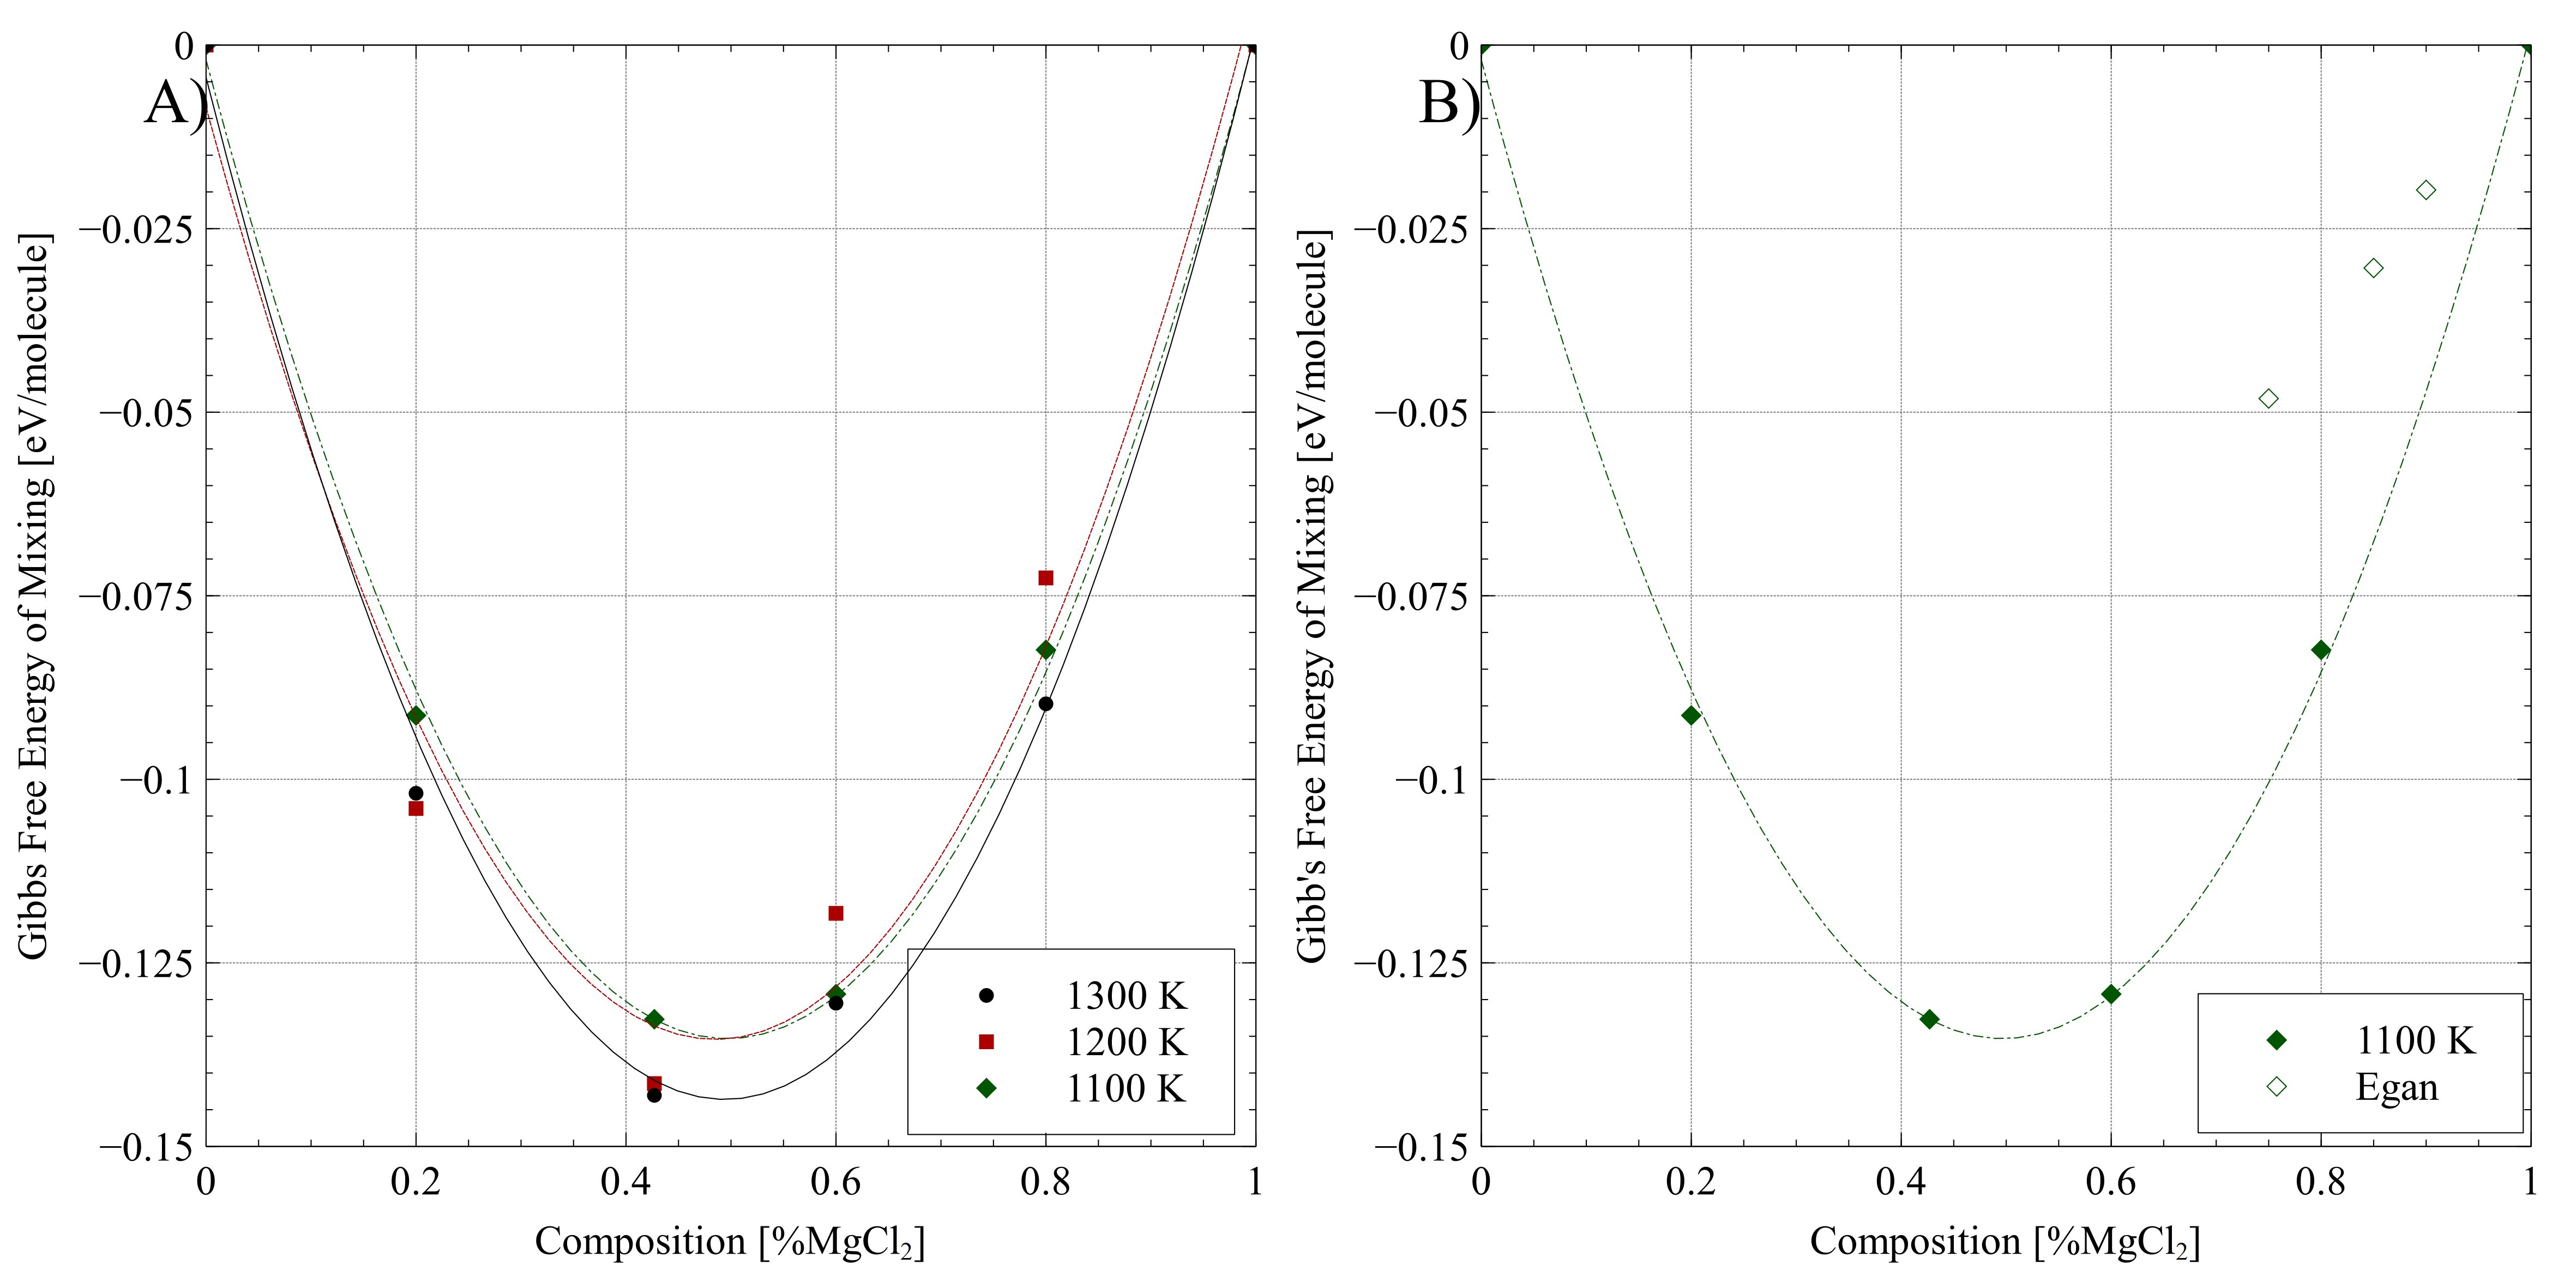 A)
Gibbs Free Energy of Mixing [eV/molecule]
0
−0.025
−0.05
−0.075
−0.1
−0.125
−0.15
0 0.2 0.4 0.6 0.8 1
Composition [%MgCl₂]
1300 K
1200 K
1100 K
B)
Gibb's Free Energy of Mixing [eV/molecule]
0
−0.025
−0.05
−0.075
−0.1
−0.125
−0.15
0 0.2 0.4 0.6 0.8 1
Composition [%MgCl₂]
1100 K
Egan